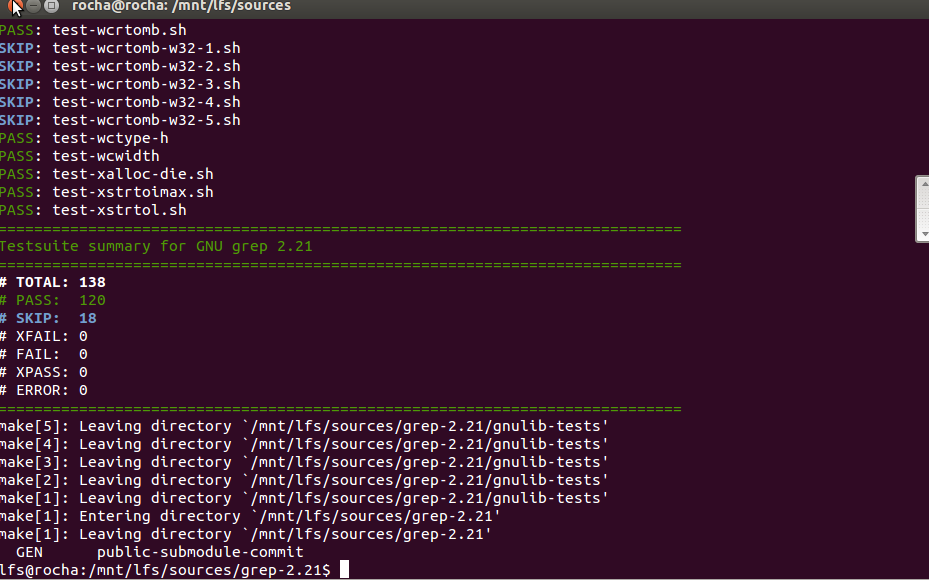 rocha@rocha: /mnt/lfs/sources
PASS: test-wcrtomb.sh
SKIP: test-wcrtomb-w32-1.sh
SKIP: test-wcrtomb-w32-2.sh
SKIP: test-wcrtomb-w32-3.sh
SKIP: test-wcrtomb-w32-4.sh
SKIP: test-wcrtomb-w32-5.sh
PASS: test-wctype-h
PASS: test-wcwidth
PASS: test-xalloc-die.sh
PASS: test-xstrtoimax.sh
PASS: test-xstrtol.sh
============================================================================
Testsuite summary for GNU grep 2.21
============================================================================
# TOTAL: 138
# PASS:  120
# SKIP:  18
# XFAIL: 0
# FAIL:  0
# XPASS: 0
# ERROR: 0
============================================================================
make[5]: Leaving directory `/mnt/lfs/sources/grep-2.21/gnulib-tests'
make[4]: Leaving directory `/mnt/lfs/sources/grep-2.21/gnulib-tests'
make[3]: Leaving directory `/mnt/lfs/sources/grep-2.21/gnulib-tests'
make[2]: Leaving directory `/mnt/lfs/sources/grep-2.21/gnulib-tests'
make[1]: Leaving directory `/mnt/lfs/sources/grep-2.21/gnulib-tests'
make[1]: Entering directory `/mnt/lfs/sources/grep-2.21'
make[1]: Leaving directory `/mnt/lfs/sources/grep-2.21'
  GEN      public-submodule-commit
lfs@rocha:/mnt/lfs/sources/grep-2.21$